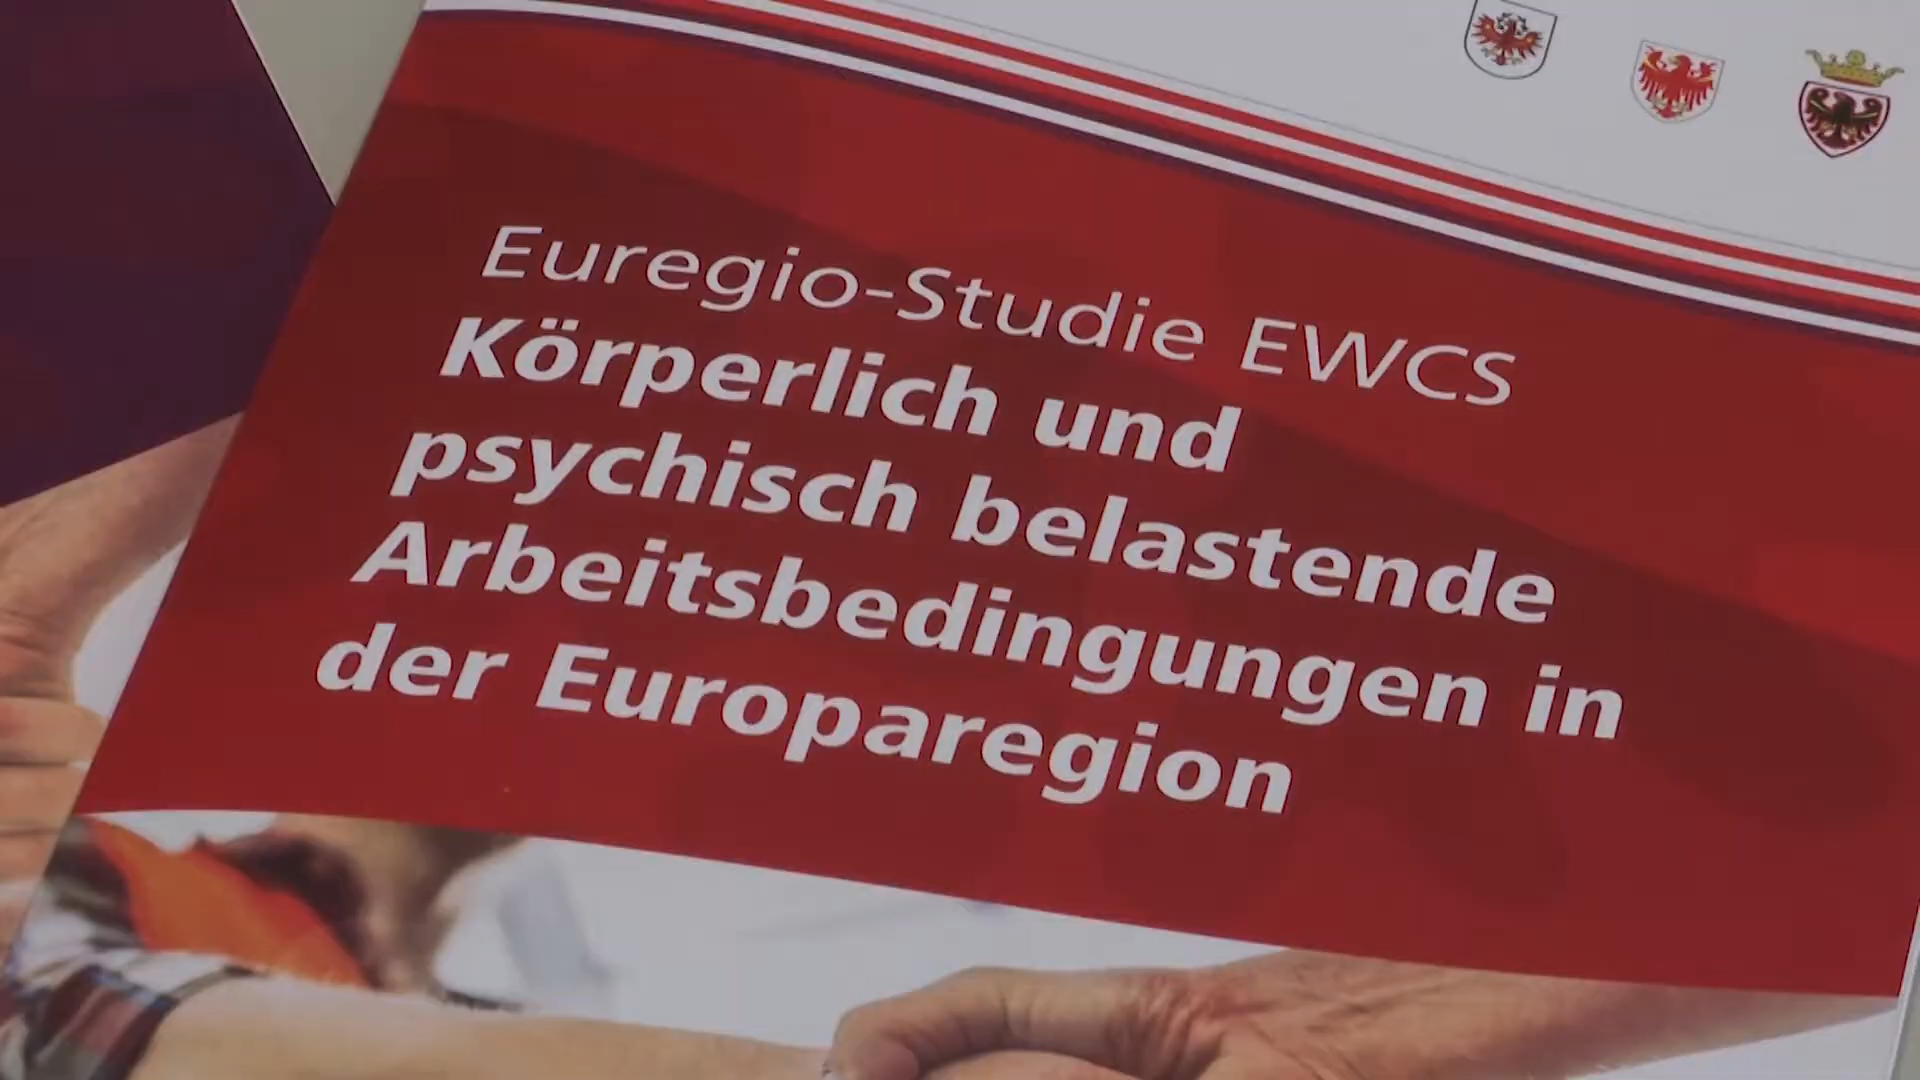 Euregio-Studie EWCS
Körperlich und
psychisch belastende
Arbeitsbedingungen in
der Europaregion